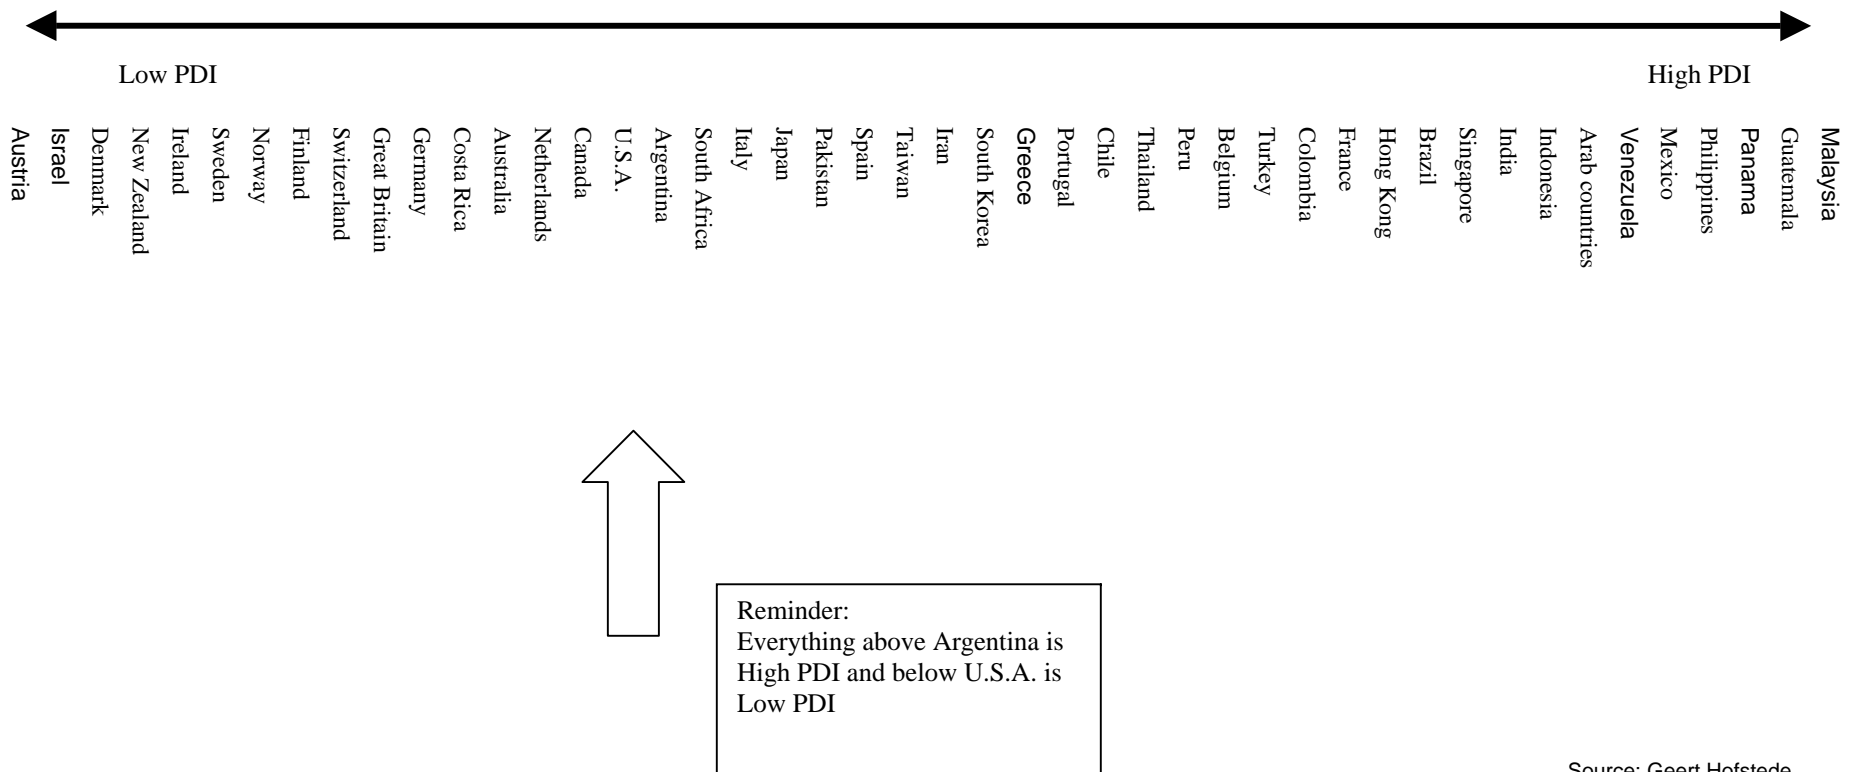 Low PDI
High PDI
Austria
Israel
Denmark
New Zealand
Ireland
Sweden
Norway
Finland
Switzerland
Great Britain
Germany
Costa Rica
Australia
Netherlands
Canada
U.S.A.
Argentina
South Africa
Italy
Japan
Pakistan
Spain
Taiwan
Iran
South Korea
Greece
Portugal
Chile
Thailand
Peru
Belgium
Turkey
Colombia
France
Hong Kong
Brazil
Singapore
India
Indonesia
Arab countries
Venezuela
Mexico
Philippines
Panama
Guatemala
Malaysia
Reminder:
Everything above Argentina is
High PDI and below U.S.A. is
Low PDI
Source: Geert Hofstede